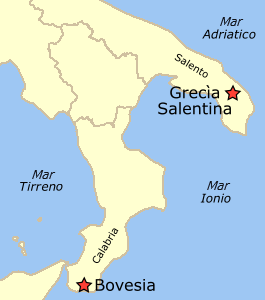 Mar
Adriatico
Salento
Grecìa
Salentina
Mar
Tirreno
Mar
Ionio
Calabria
Bovesia